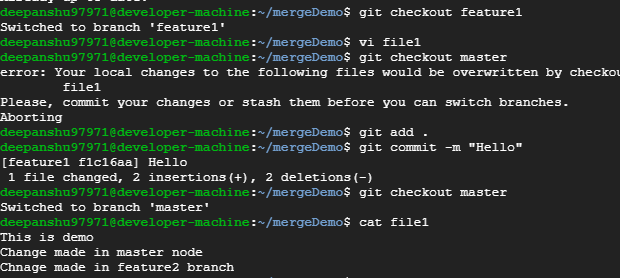 deepanshu97971@developer-machine:~/mergeDemo$ git checkout feature1
Switched to branch 'feature1'
deepanshu97971@developer-machine:~/mergeDemo$ vi file1
deepanshu97971@developer-machine:~/mergeDemo$ git checkout master
error: Your local changes to the following files would be overwritten by checkou
        file1
Please, commit your changes or stash them before you can switch branches.
Aborting
deepanshu97971@developer-machine:~/mergeDemo$ git add .
deepanshu97971@developer-machine:~/mergeDemo$ git commit -m "Hello"
[feature1 f1c16aa] Hello
 1 file changed, 2 insertions(+), 2 deletions(-)
deepanshu97971@developer-machine:~/mergeDemo$ git checkout master
Switched to branch 'master'
deepanshu97971@developer-machine:~/mergeDemo$ cat file1
This is demo
Change made in master node
Chnage made in feature2 branch